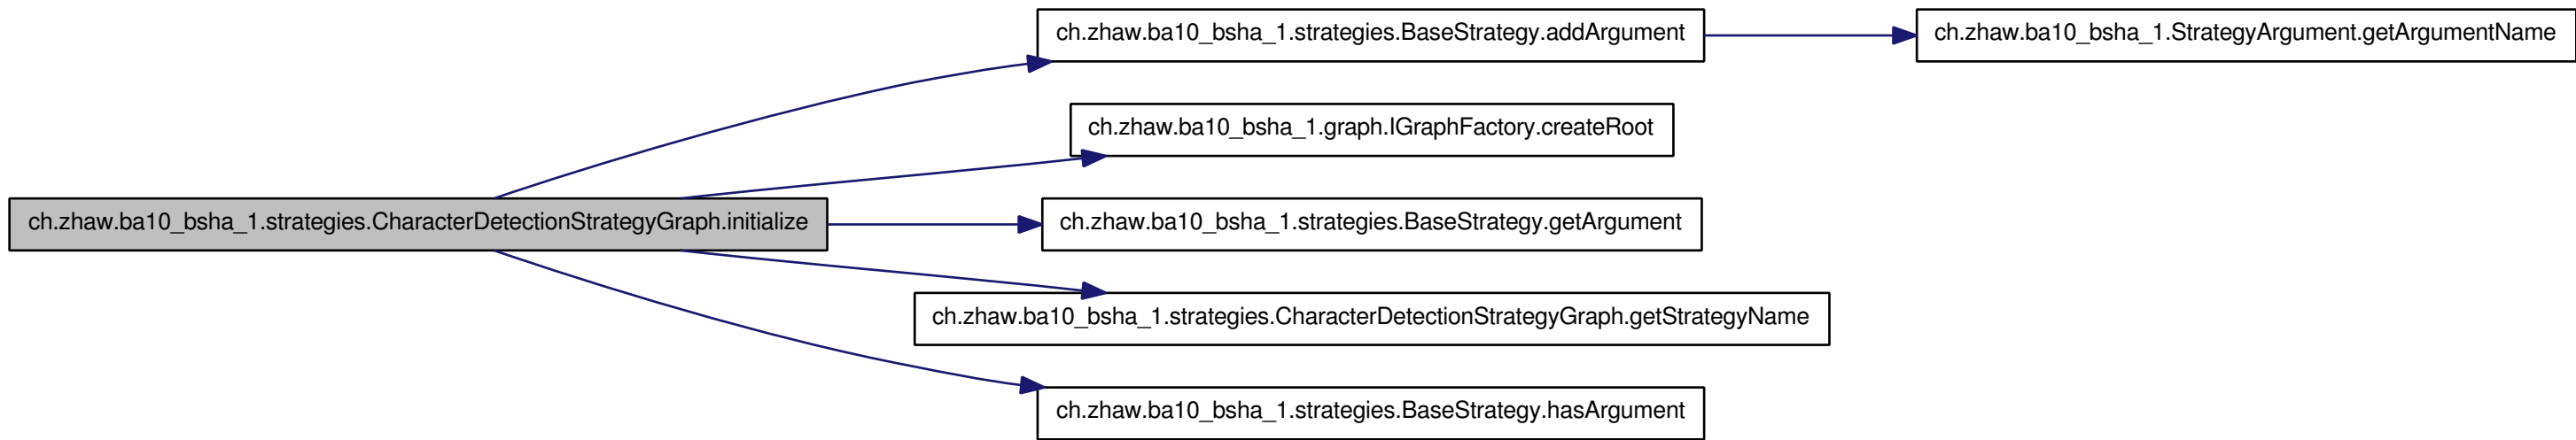 ch.zhaw.ba10_bsha_1.strategies.BaseStrategy.addArgument
ch.zhaw.ba10_bsha_1.StrategyArgument.getArgumentName
ch.zhaw.ba10_bsha_1.graph.IGraphFactory.createRoot
ch.zhaw.ba10_bsha_1.strategies.CharacterDetectionStrategyGraph.initialize
ch.zhaw.ba10_bsha_1.strategies.BaseStrategy.getArgument
ch.zhaw.ba10_bsha_1.strategies.CharacterDetectionStrategyGraph.getStrategyName
ch.zhaw.ba10_bsha_1.strategies.BaseStrategy.hasArgument